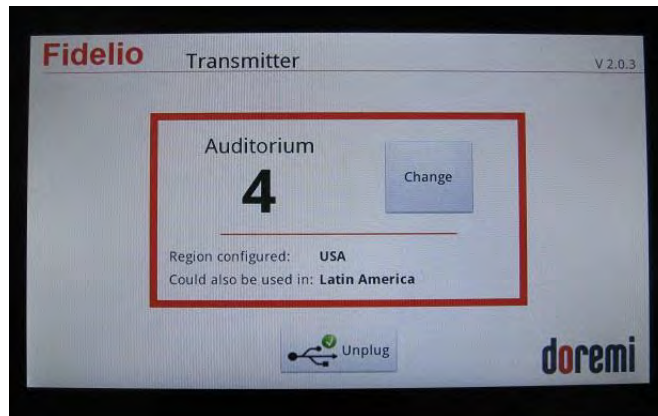 Fidelio Transmitter V 2.0.3
Auditorium
4
Change
Region configured: USA
Could also be used in: Latin America
Unplug
doremi